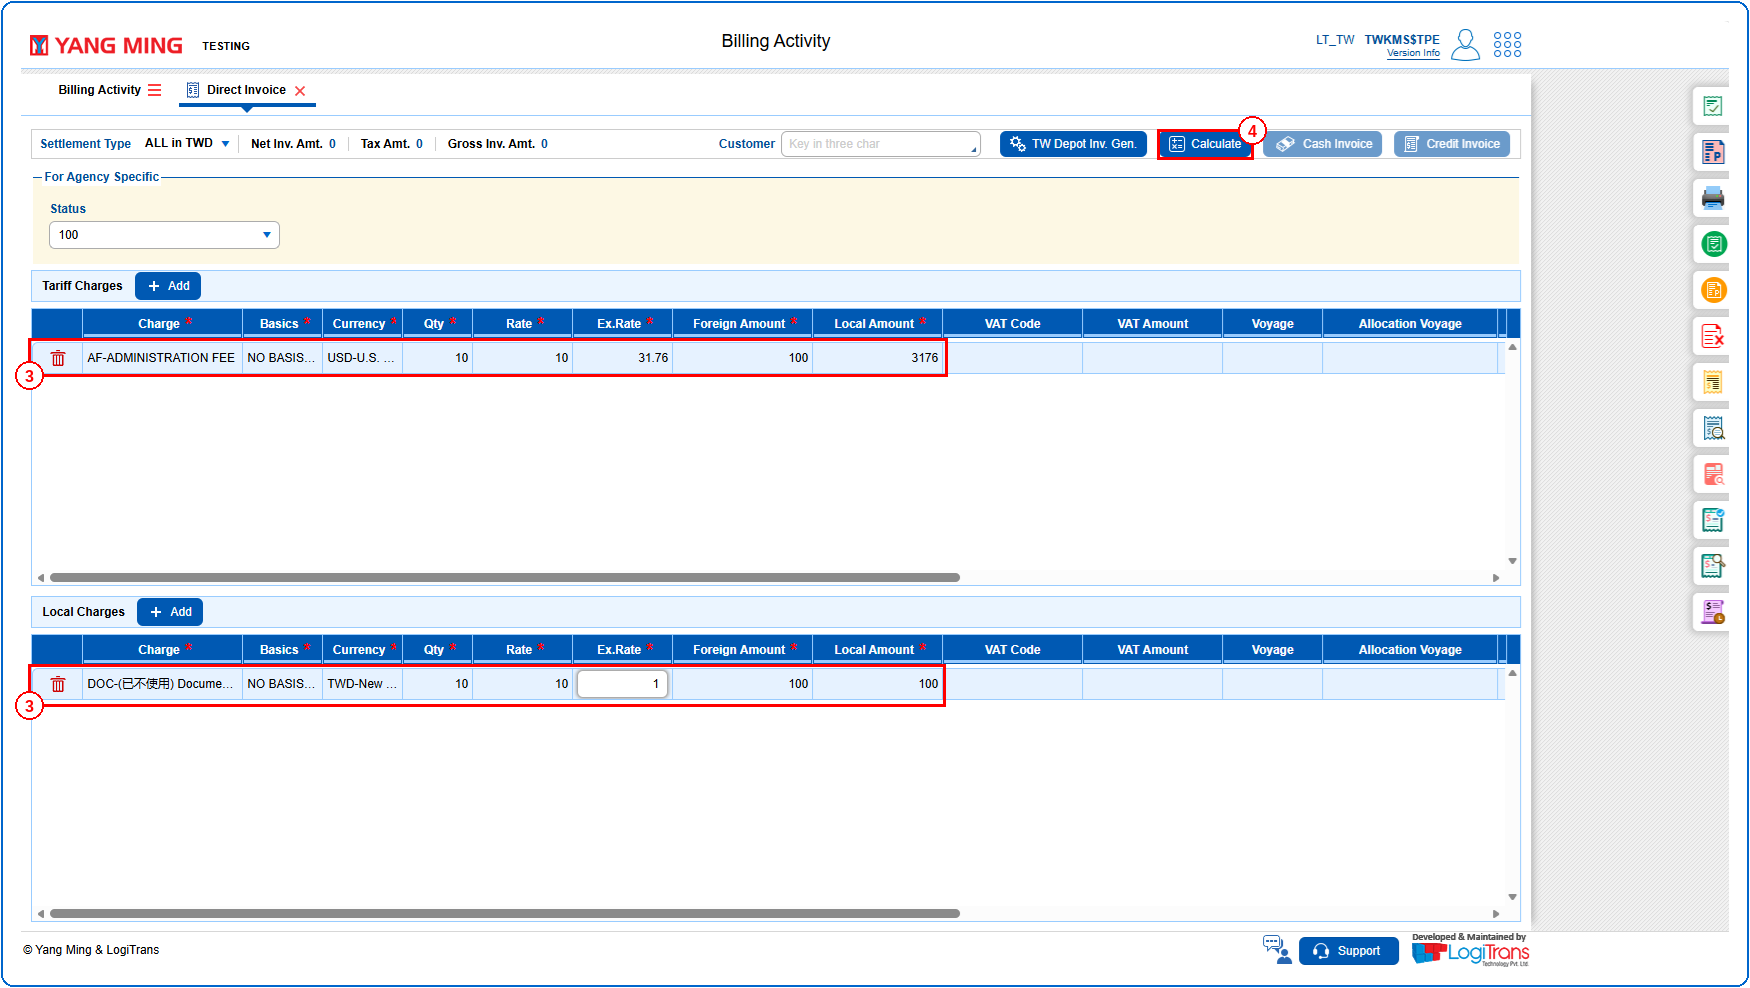 YANG MING TESTING
Billing Activity
LT_TW TWKMS$TPE
Version Info
Billing Activity Direct Invoice
Settlement Type ALL in TWD Net Inv. Amt. 0 Tax Amt. 0 Gross Inv. Amt. 0 Customer Key in three char TW Depot Inv. Gen. Calculate 4 Cash Invoice Credit Invoice
For Agency Specific
Status
100
Tariff Charges + Add
Charge * Basics * Currency * Qty * Rate * Ex.Rate * Foreign Amount * Local Amount * VAT Code VAT Amount Voyage Allocation Voyage
AF-ADMINISTRATION FEE NO BASIS... USD-U.S. ... 10 10 31.76 100 3176
3
Local Charges + Add
Charge * Basics * Currency * Qty * Rate * Ex.Rate * Foreign Amount * Local Amount * VAT Code VAT Amount Voyage Allocation Voyage
DOC-(已不使用) Docume... NO BASIS... TWD-New ... 10 10 1 100 100
3
© Yang Ming & LogiTrans
Support
Developed & Maintained by
LogiTrans
Technology Pvt. Ltd.